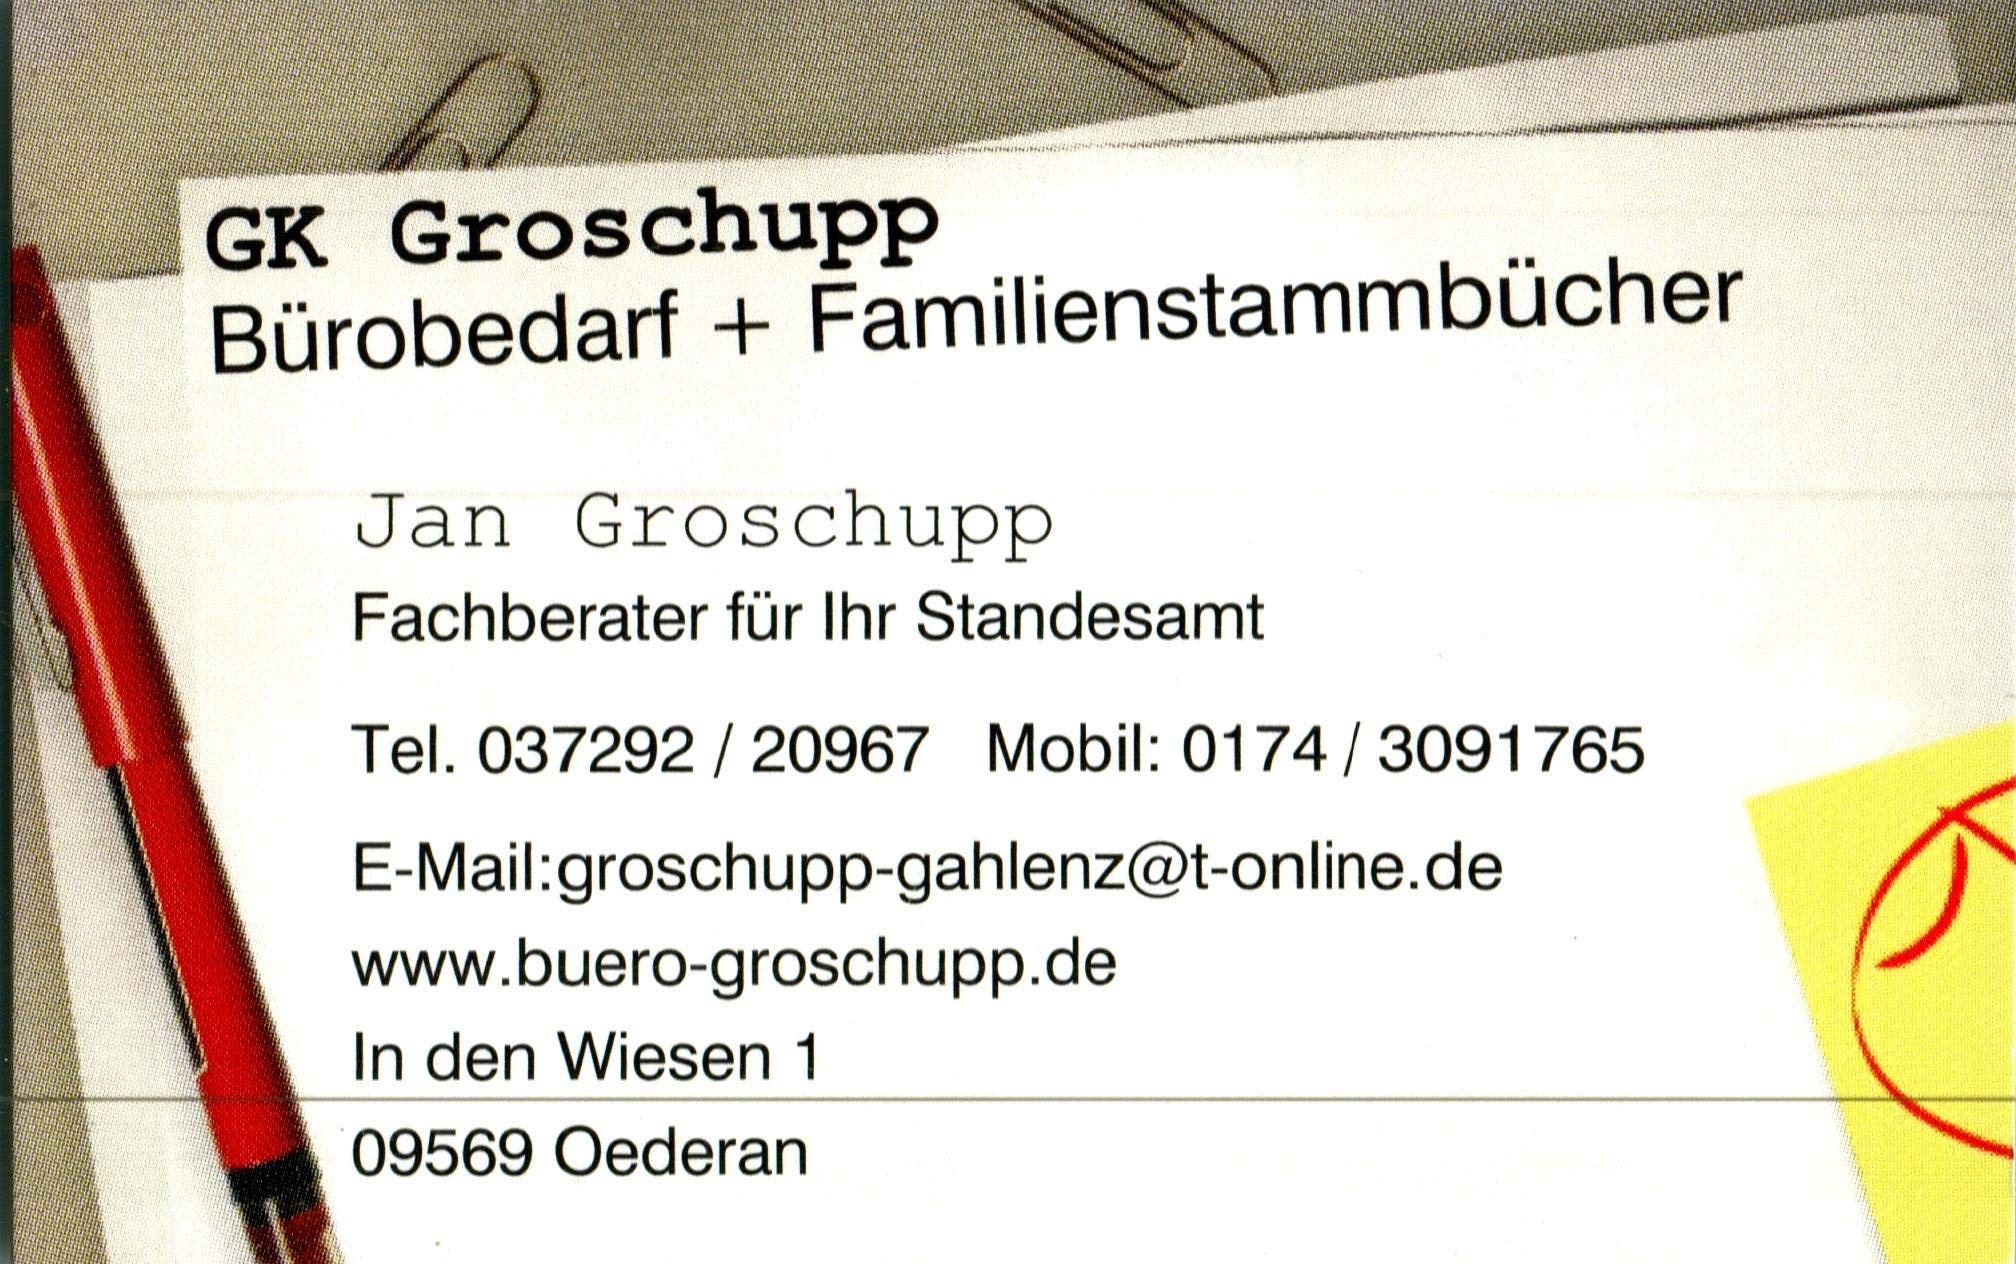 GK Groschupp
Bürobedarf + Familienstammbücher
Jan Groschupp
Fachberater für Ihr Standesamt
Tel. 037292 / 20967 Mobil: 0174 / 3091765
E-Mail:groschupp-gahlenz@t-online.de
www.buero-groschupp.de
In den Wiesen 1
09569 Oederan